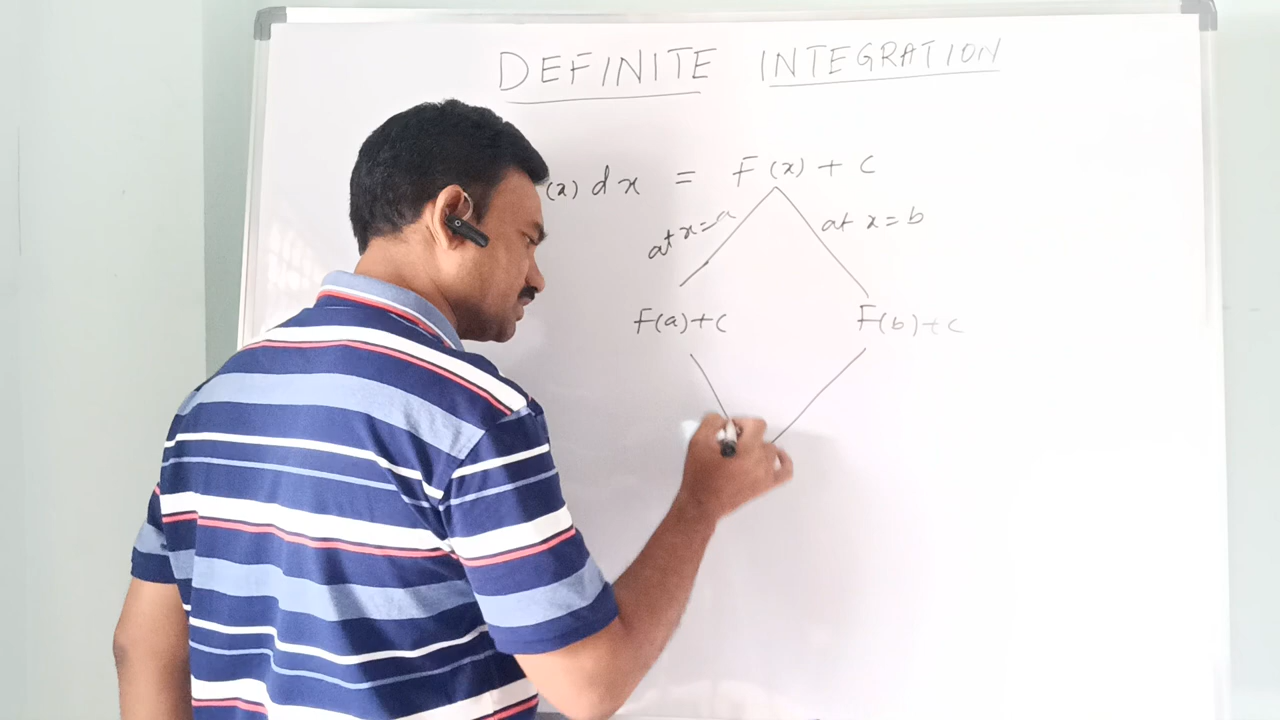 DEFINITE INTEGRATION
(x) dx = F(x) + c
at x=a
at x=b
F(a)+c
F(b)+c